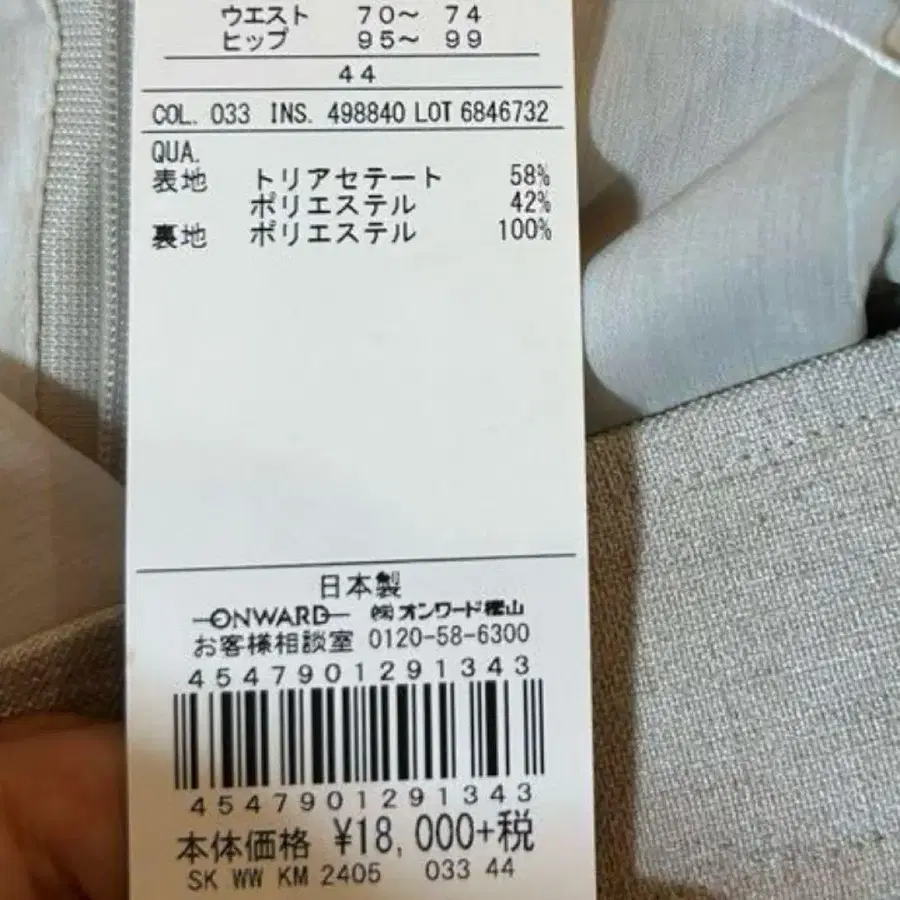 ウエスト 70~ 74
ヒップ 95~ 99
44
COL. 033 INS. 498840 LOT 6846732
QUA.
表地 トリアセテート 58%
ポリエステル 42%
裏地 ポリエステル 100%
日本製
ONWARD ㈱オンワード樫山
お客様相談室 0120-58-6300
4547901291343
4547901291343
本体価格 ¥18,000+税
SK WW KM 2405 033 44